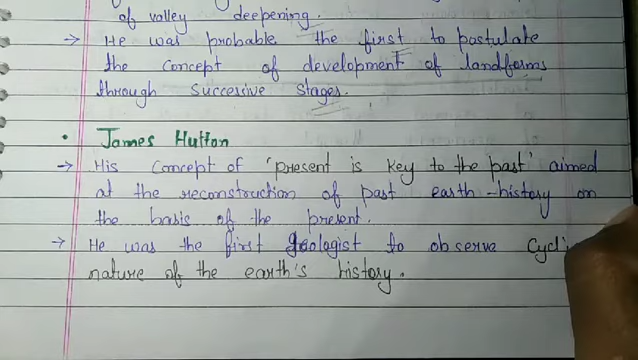 of valley deepening.
→ He was probable the first to postulate
the concept of development of landforms
through successive stages.
• James Hutton
→ His concept of 'present is key to the past' aimed
at the reconstruction of past earth-history on
the basis of the present.
→ He was the first geologist to observe
nature of the earth's history.